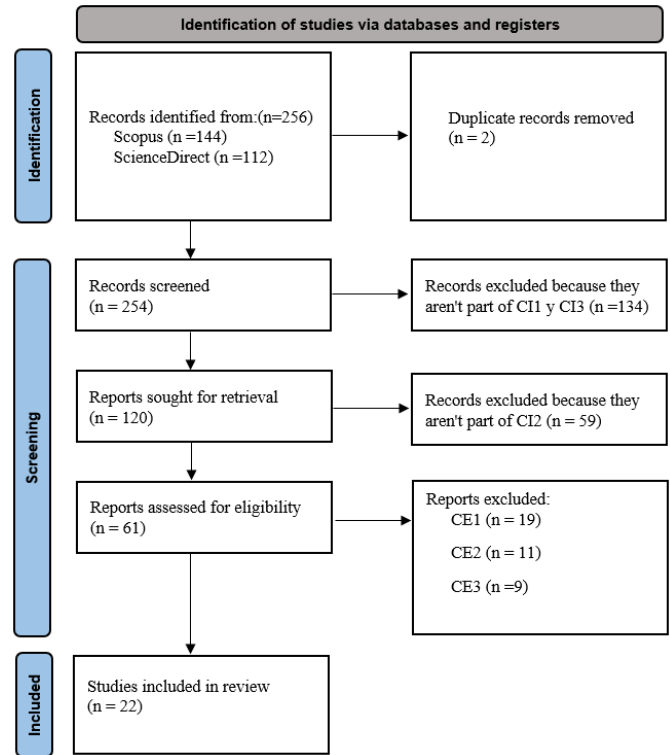 Identification of studies via databases and registers
Identification
Records identified from:(n=256)
Scopus (n =144)
ScienceDirect (n =112)
Duplicate records removed
(n = 2)
Screening
Records screened
(n = 254)
Records excluded because they
aren't part of CI1 y CI3 (n =134)
Reports sought for retrieval
(n = 120)
Records excluded because they
aren't part of CI2 (n = 59)
Reports assessed for eligibility
(n = 61)
Reports excluded:
CE1 (n = 19)
CE2 (n = 11)
CE3 (n =9)
Included
Studies included in review
(n = 22)